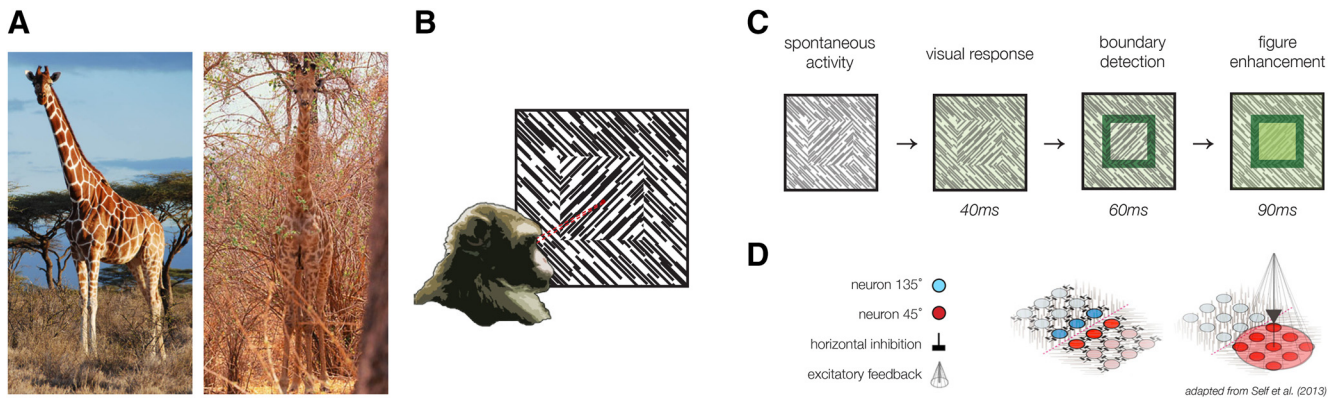 A
B
C
spontaneous
activity
visual response
boundary
detection
figure
enhancement
40ms
60ms
90ms
D
neuron 135°
neuron 45°
horizontal inhibition
excitatory feedback
adapted from Self et al. (2013)